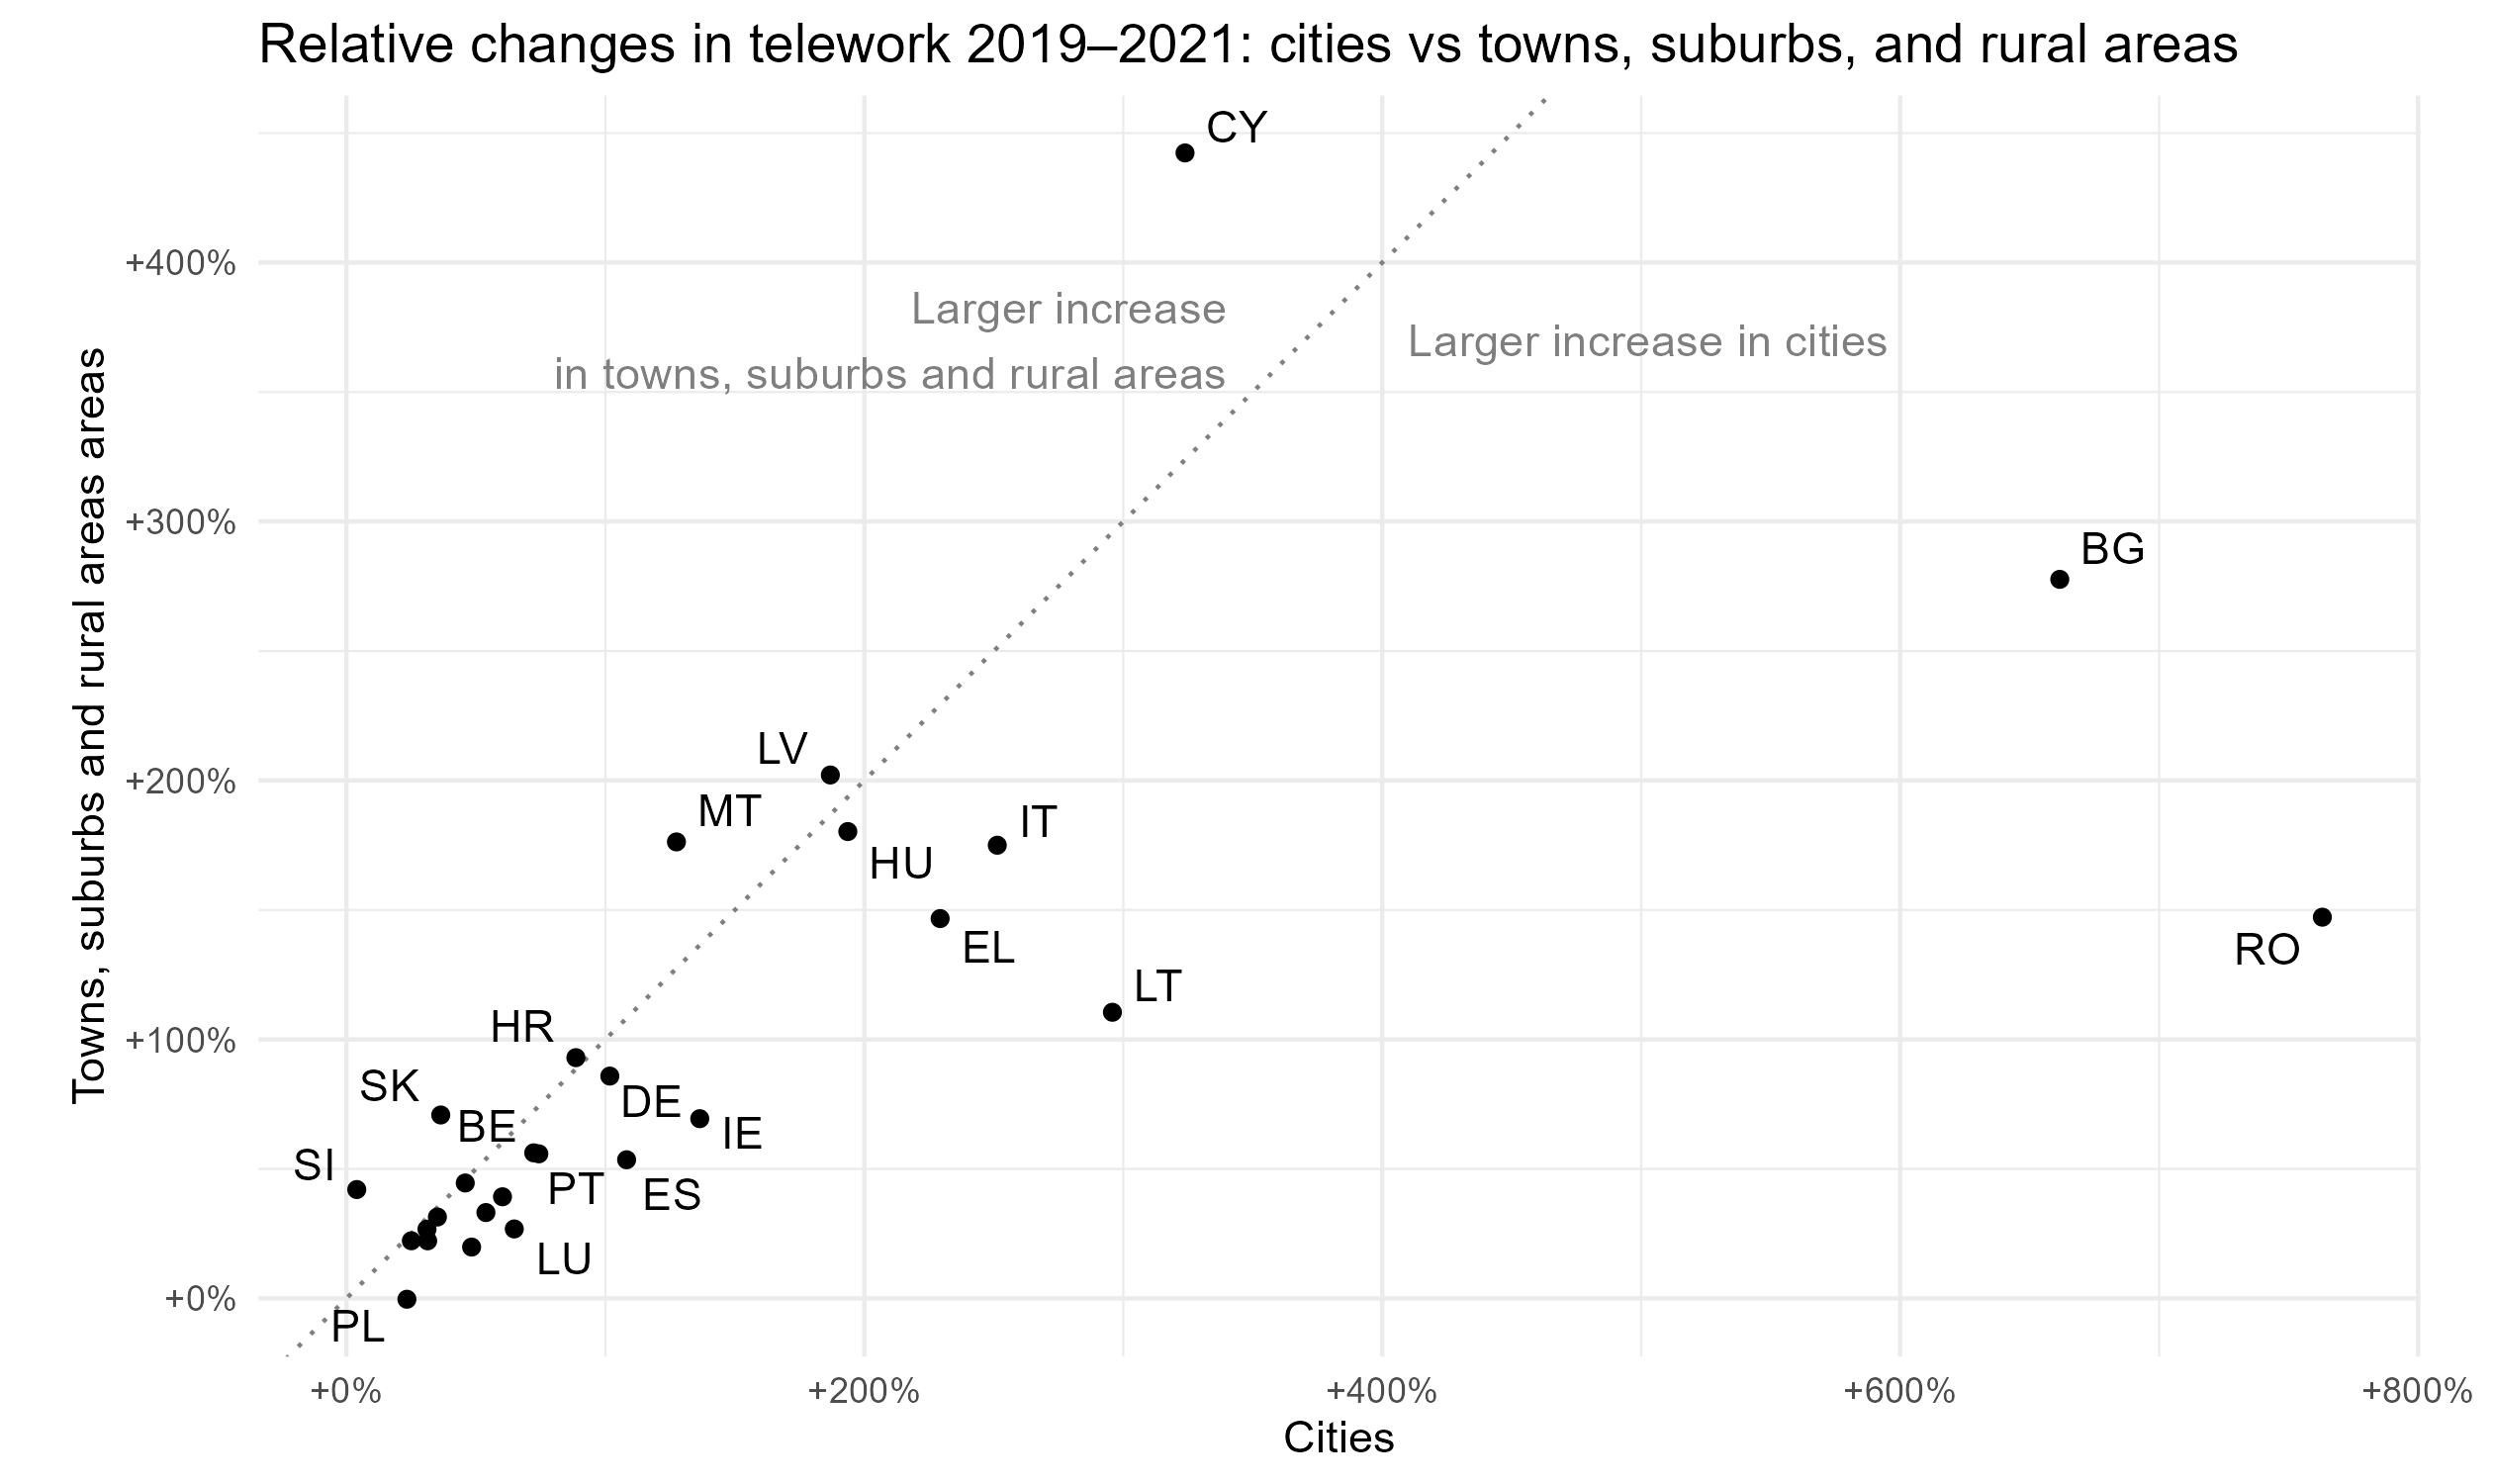 Relative changes in telework 2019–2021: cities vs towns, suburbs, and rural areas
Towns, suburbs and rural areas areas
+400%
+300%
+200%
+100%
+0%
CY
Larger increase
in towns, suburbs and rural areas
Larger increase in cities
BG
LV
MT
IT
HU
EL
RO
LT
HR
SK
DE
BE
IE
SI
PT
ES
LU
PL
+0%
+200%
+400%
+600%
+800%
Cities